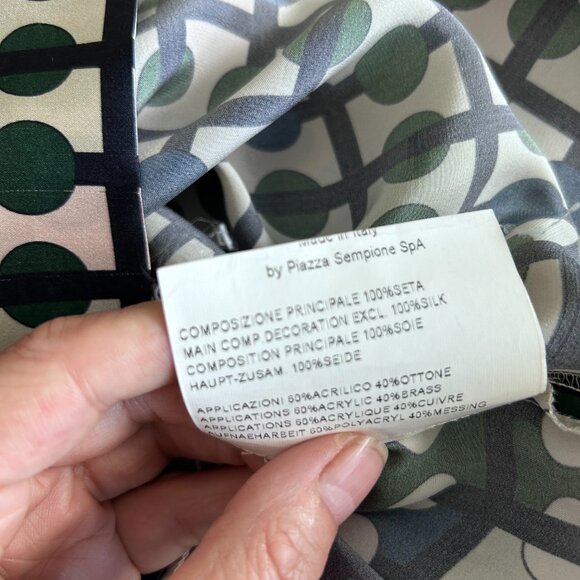 Made in Italy
by Piazza Sempione SpA
COMPOSIZIONE PRINCIPALE 100%SETA
MAIN COMP.DECORATION EXCL. 100%SILK
COMPOSITION PRINCIPALE 100%SOIE
HAUPT-ZUSAM. 100%SEIDE
APPLICAZIONI 60%ACRILICO 40%OTTONE
APPLICATIONS 60%ACRYLIC 40%BRASS
APPLICATIONS 60%ACRYLIQUE 40%CUIVRE
AUFNAEHARBEIT 60%POLYACRYL 40%MESSING